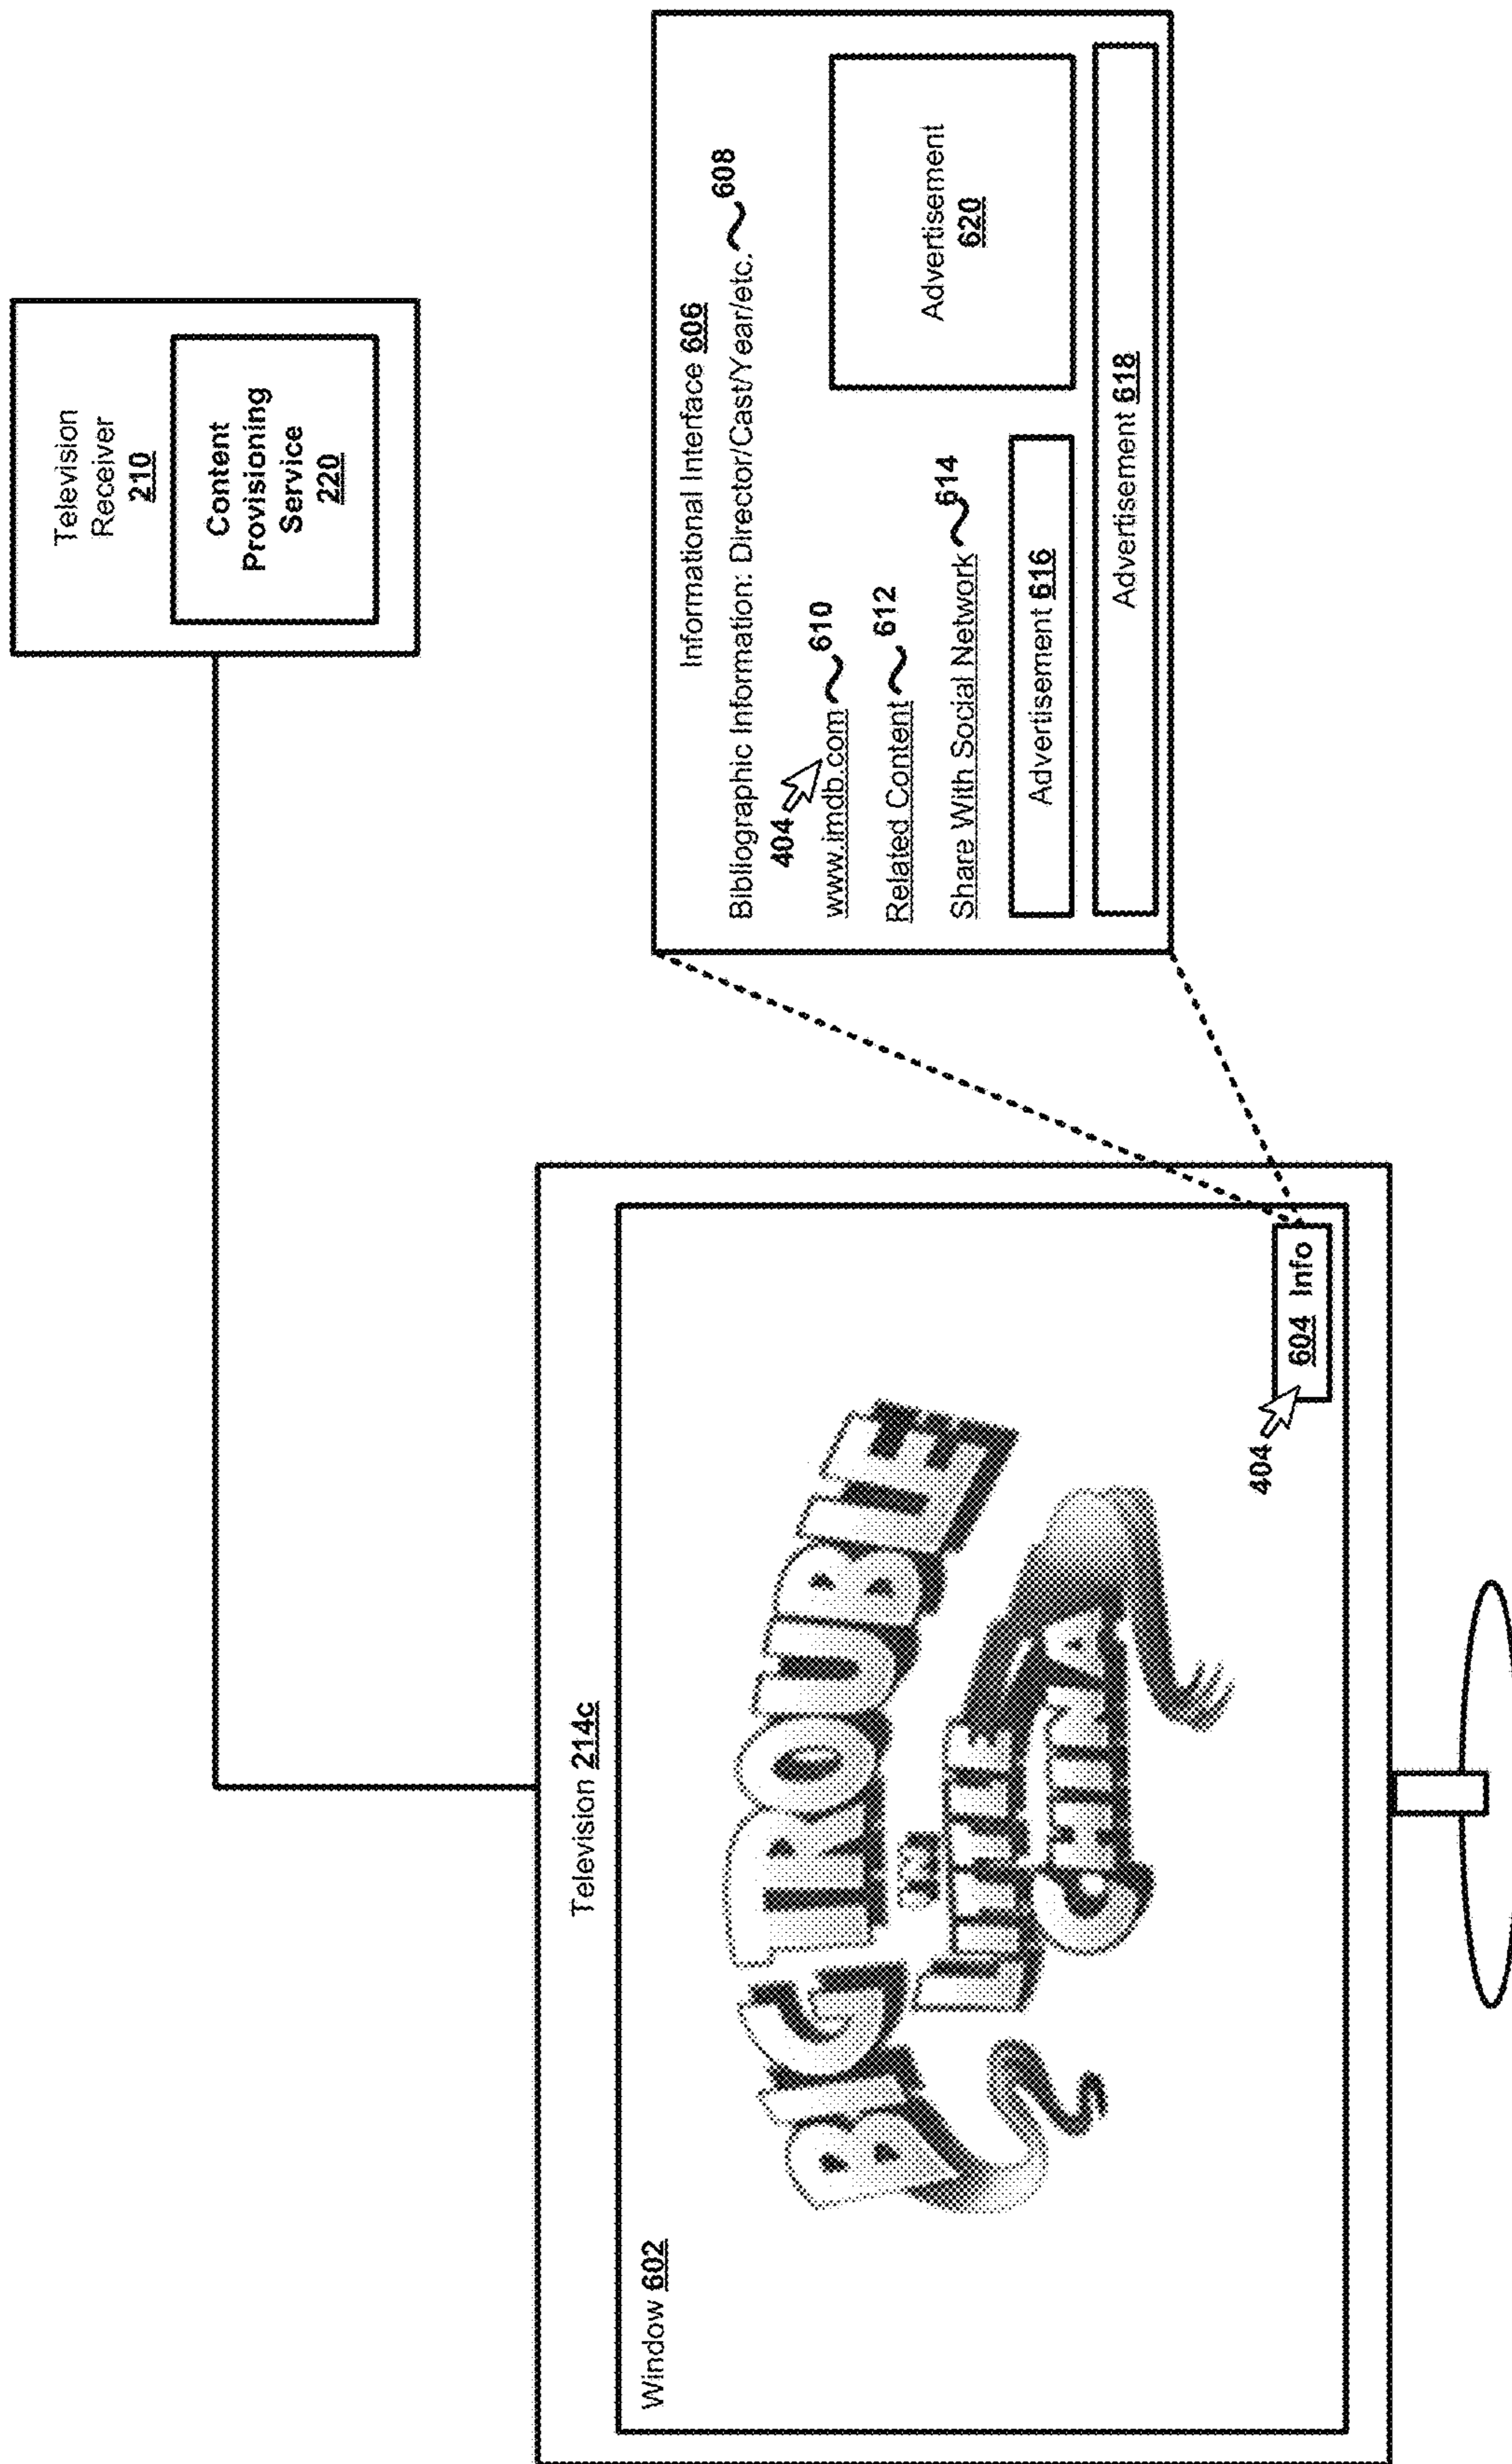 Television
Receiver
210
Content
Provisioning
Service
220
Television 214c
Window 602
BIG TROUBLE
IN
LITTLE
CHINA
404
604 Info
Informational Interface 606
Bibliographic Information: Director/Cast/Year/etc. 608
404
www.imdb.com 610
Related Content 612
Share With Social Network 614
Advertisement 616
Advertisement
620
Advertisement 618